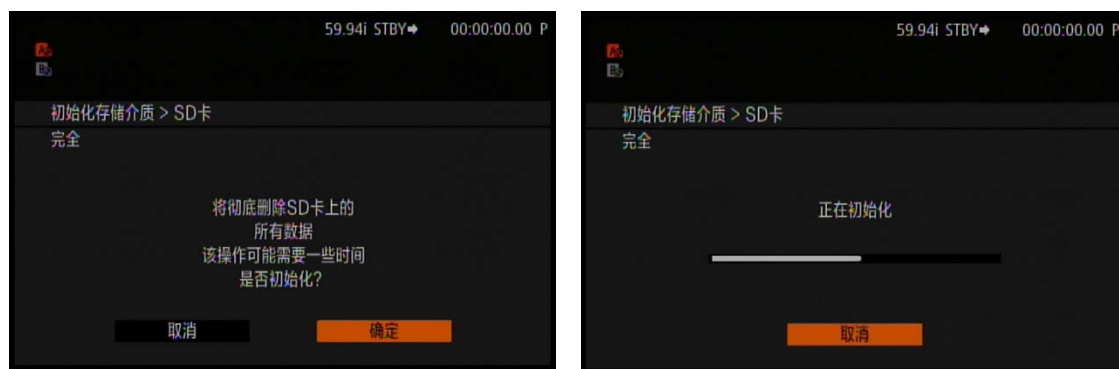 59.94i STBY➡ 00:00:00.00 P
A
B
初始化存储介质 > SD卡
完全
将彻底删除SD卡上的
所有数据
该操作可能需要一些时间
是否初始化?
取消
确定
59.94i STBY➡ 00:00:00.00 P
A
B
初始化存储介质 > SD卡
完全
正在初始化
取消